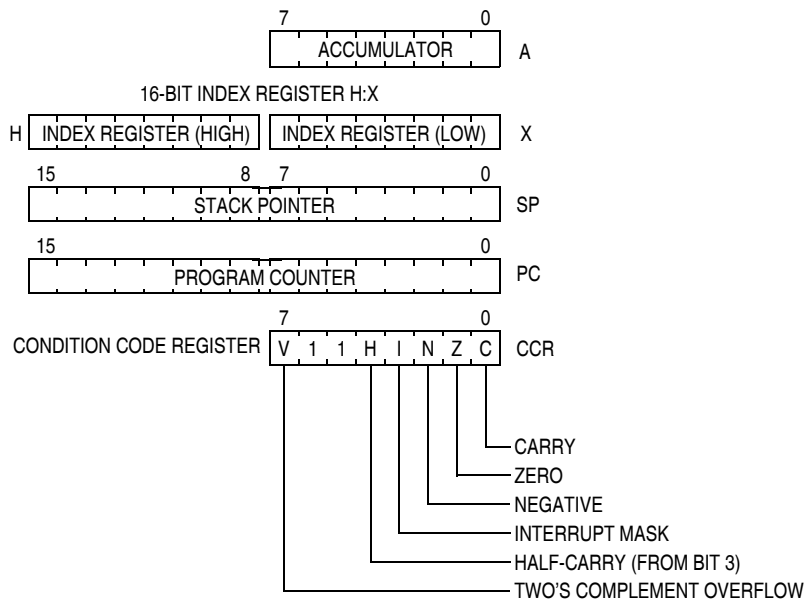 7 0
ACCUMULATOR A
16-BIT INDEX REGISTER H:X
H INDEX REGISTER (HIGH) INDEX REGISTER (LOW) X
15 8 7 0
STACK POINTER SP
15 0
PROGRAM COUNTER PC
7 0
CONDITION CODE REGISTER V 1 1 H I N Z C CCR
CARRY
ZERO
NEGATIVE
INTERRUPT MASK
HALF-CARRY (FROM BIT 3)
TWO'S COMPLEMENT OVERFLOW